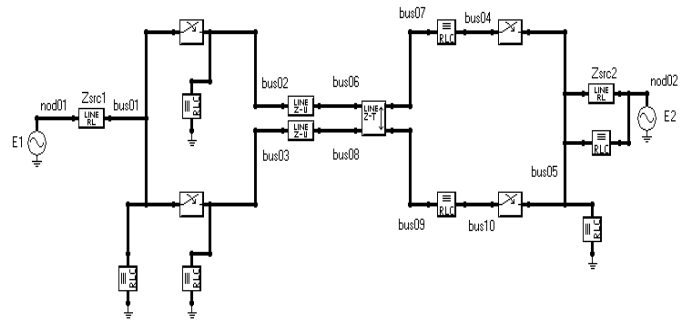 bus07
bus04
RLC
nod01
Zsrc1
bus01
LINE
RL
E1
RLC
bus02
bus06
LINE
Z-U
LINE
Z-T
LINE
Z-U
bus03
bus08
Zsrc2
nod02
LINE
RL
E2
RLC
bus05
RLC
bus09
bus10
RLC
RLC
RLC